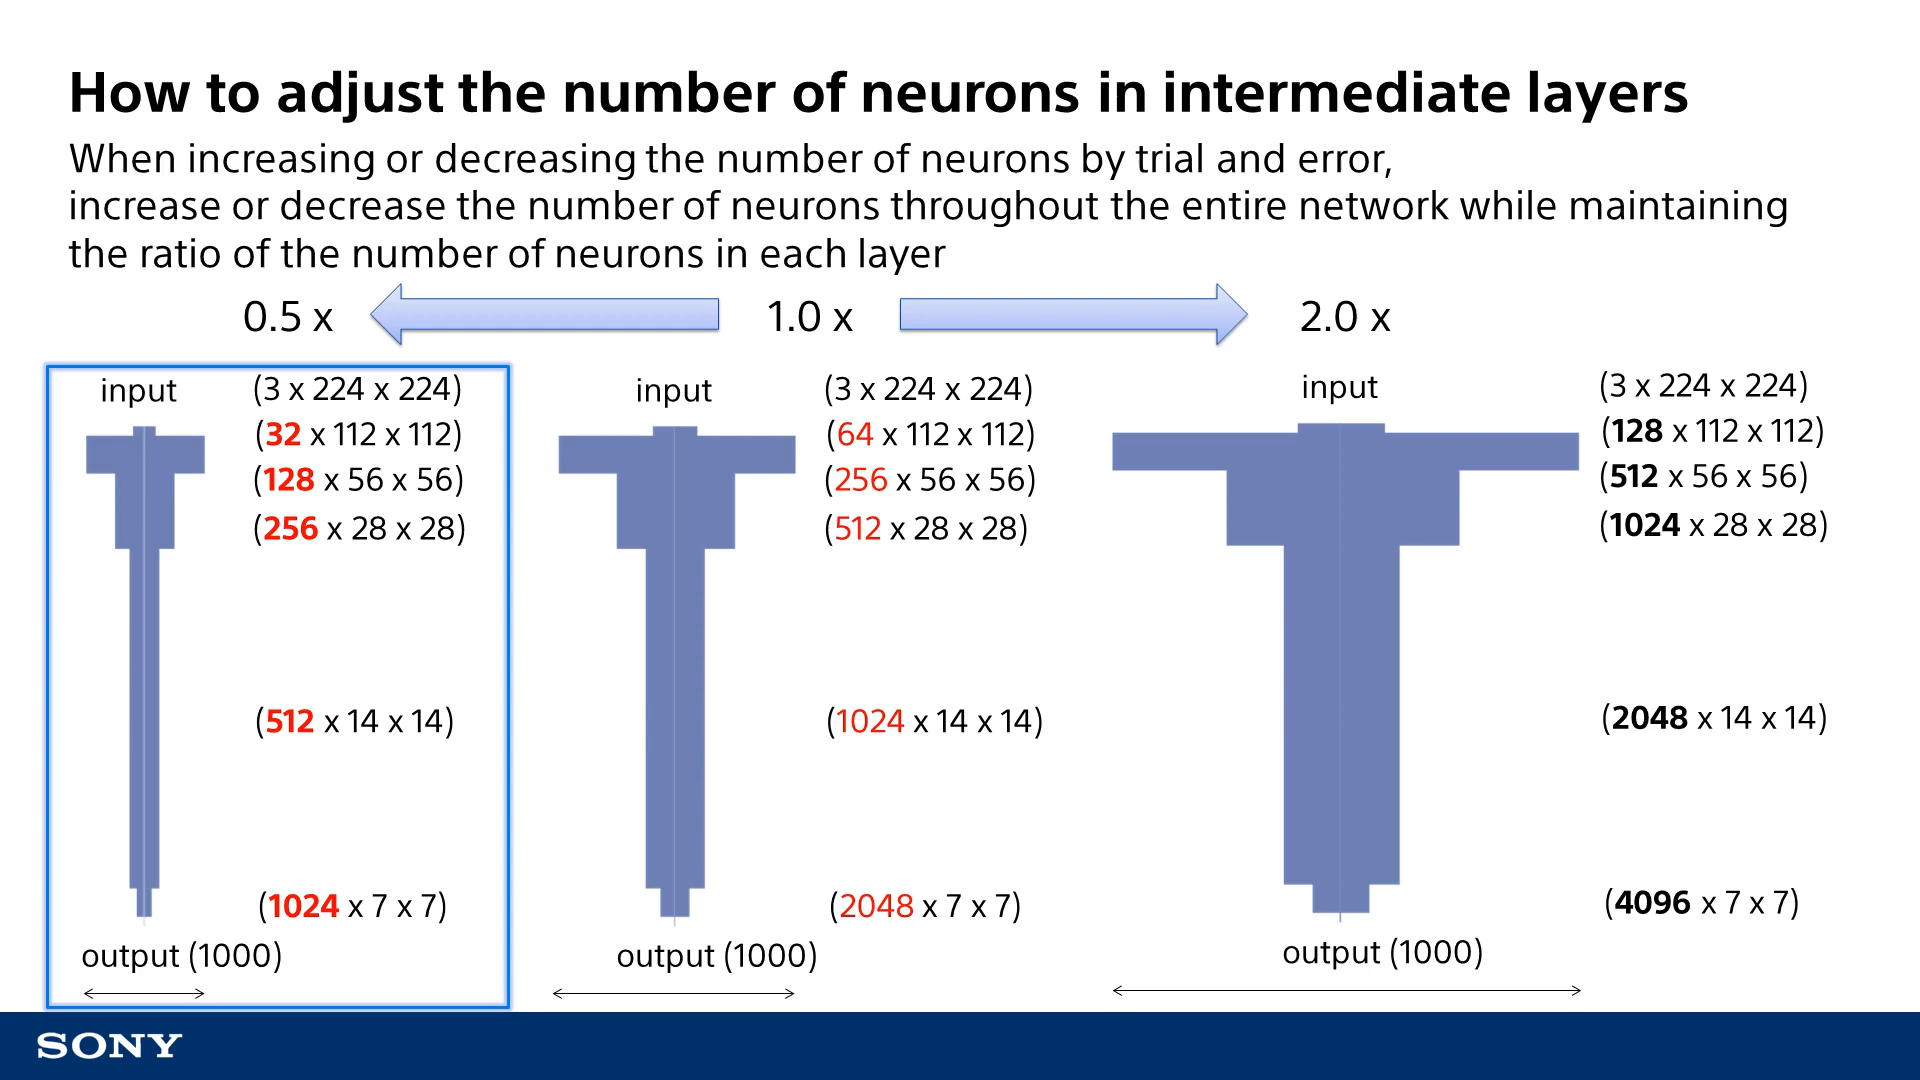 How to adjust the number of neurons in intermediate layers
When increasing or decreasing the number of neurons by trial and error,
increase or decrease the number of neurons throughout the entire network while maintaining
the ratio of the number of neurons in each layer
0.5 x
1.0 x
2.0 x
input
(3 x 224 x 224)
(32 x 112 x 112)
(128 x 56 x 56)
(256 x 28 x 28)
(512 x 14 x 14)
(1024 x 7 x 7)
output (1000)
input
(3 x 224 x 224)
(64 x 112 x 112)
(256 x 56 x 56)
(512 x 28 x 28)
(1024 x 14 x 14)
(2048 x 7 x 7)
output (1000)
input
(3 x 224 x 224)
(128 x 112 x 112)
(512 x 56 x 56)
(1024 x 28 x 28)
(2048 x 14 x 14)
(4096 x 7 x 7)
output (1000)
SONY